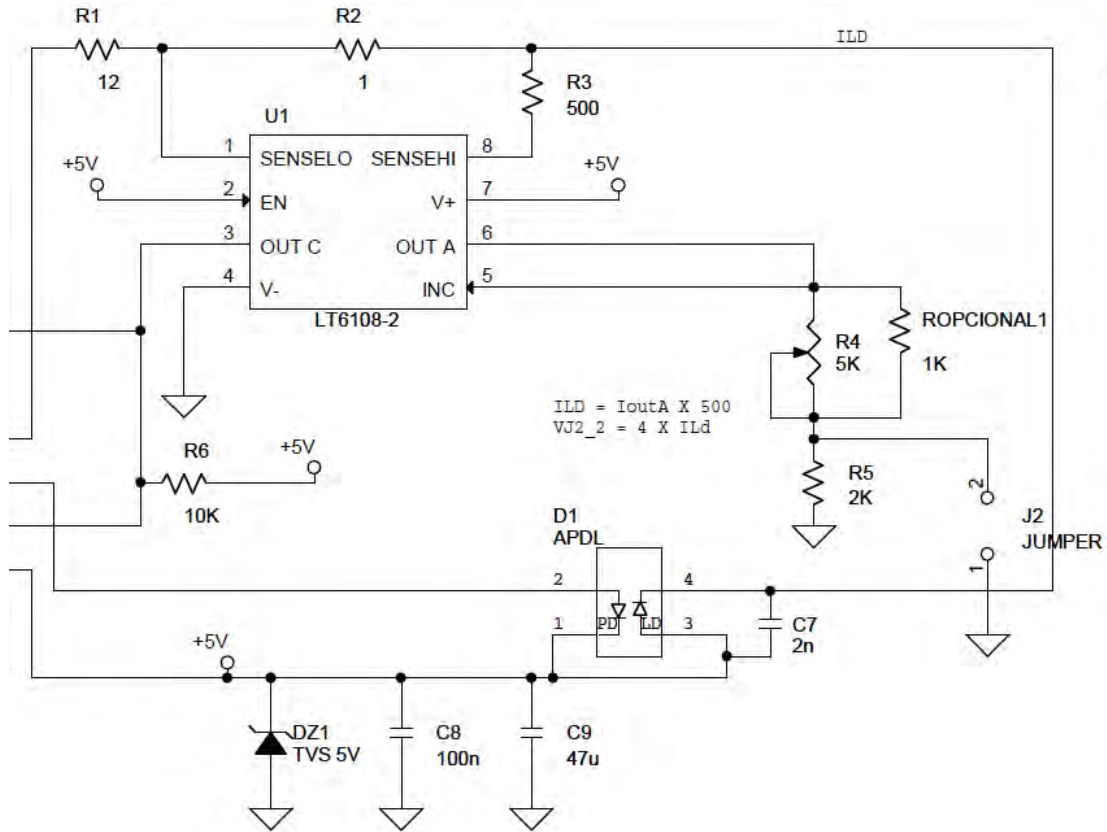 R1
12
R2
1
ILD
R3
500
U1
1 SENSELO SENSEHI 8
+5V
2 EN V+ 7
+5V
3 OUT C OUT A 6
4 V- INC 5
LT6108-2
R4
5K
ROPCIONAL1
1K
ILD = IoutA X 500
VJ2_2 = 4 X ILd
R6
10K
+5V
R5
2K
2
J2
JUMPER
1
D1
APDL
2 4
1 PD LD 3
C7
2n
+5V
DZ1
TVS 5V
C8
100n
C9
47u